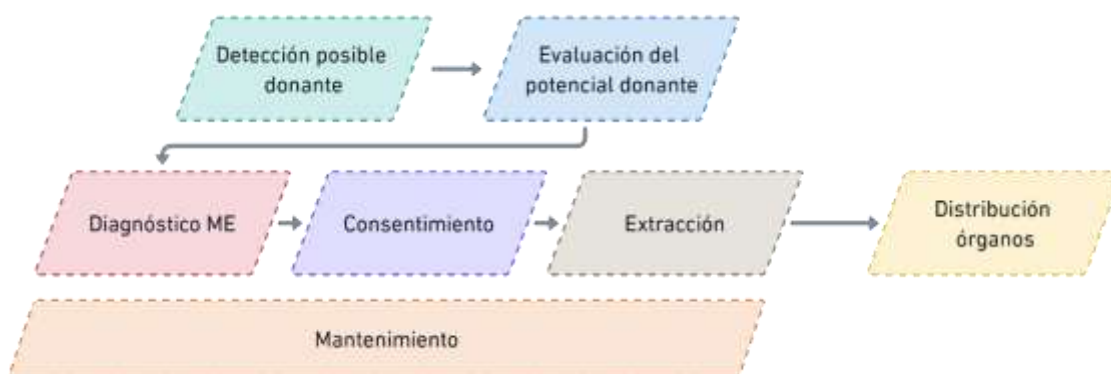 Detección posible
donante
Evaluación del
potencial donante
Diagnóstico ME
Consentimiento
Extracción
Distribución
órganos
Mantenimiento